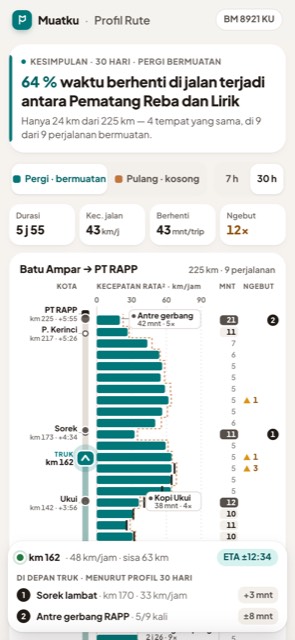 Muatku · Profil Rute
BM 8921 KU
KESIMPULAN · 30 HARI · PERGI BERMUATAN
64 % waktu berhenti di jalan terjadi
antara Pematang Reba dan Lirik
Hanya 24 km dari 225 km — 4 tempat yang sama, di 9
dari 9 perjalanan bermuatan.
Pergi · bermuatan
Pulang · kosong
7 h
30 h
Durasi
5 j 55
Kec. jalan
43 km/j
Berhenti
43 mnt/trip
Ngebut
12×
Batu Ampar → PT RAPP
225 km · 9 perjalanan
KOTA
KECEPATAN RATA² · km/jam
MNT
NGEBUT
0
30
60
90
PT RAPP
km 225 · +5:55
Antre gerbang
42 mnt · 5×
21
2
P. Kerinci
km 217 · +5:26
11
7
6
5
5
5
5
▲ 1
5
6
Sorek
km 173 · +4:34
11
1
5
TRUK
km 162
5
▲ 1
5
▲ 3
5
5
Ukui
km 142 · +3:56
Kopi Ukui
38 mnt · 4×
12
10
11
10
km 162 · 48 km/jam · sisa 63 km
ETA ±12:34
DI DEPAN TRUK · MENURUT PROFIL 30 HARI
1 Sorek lambat · km 170 · 33 km/jam
+3 mnt
2 Antre gerbang RAPP · 5/9 kali
±8 mnt